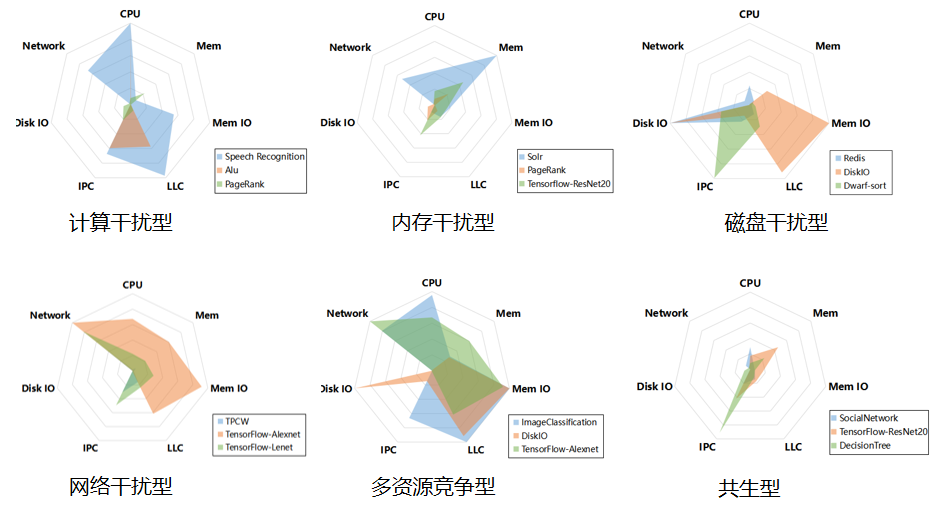 CPU
Network
Mem
Disk IO
Mem IO
IPC
LLC
Speech Recognition
Alu
PageRank
计算干扰型
CPU
Network
Mem
Disk IO
Mem IO
IPC
LLC
Solr
PageRank
Tensorflow-ResNet20
内存干扰型
CPU
Network
Mem
Disk IO
Mem IO
IPC
LLC
Redis
DiskIO
Dwarf-sort
磁盘干扰型
CPU
Network
Mem
Disk IO
Mem IO
IPC
LLC
TPCW
TensorFlow-Alexnet
TensorFlow-Lenet
网络干扰型
CPU
Network
Mem
Disk IO
Mem IO
IPC
LLC
ImageClassification
DiskIO
TensorFlow-Alexnet
多资源竞争型
CPU
Network
Mem
Disk IO
Mem IO
IPC
LLC
SocialNetwork
TensorFlow-ResNet20
DecisionTree
共生型